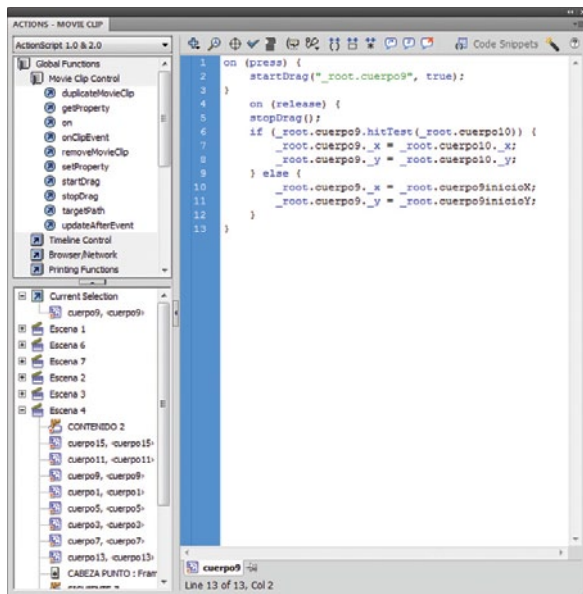 ACTIONS - MOVIE CLIP
ActionScript 1.0 & 2.0
Global Functions
Movie Clip Control
duplicateMovieClip
getProperty
on
onClipEvent
removeMovieClip
setProperty
startDrag
stopDrag
targetPath
updateAfterEvent
Timeline Control
Browser/Network
Printing Functions
Current Selection
cuerpo9, <cuerpo9>
Escena 1
Escena 6
Escena 7
Escena 2
Escena 3
Escena 4
CONTENIDO 2
cuerpo15, <cuerpo15>
cuerpo11, <cuerpo11>
cuerpo9, <cuerpo9>
cuerpo1, <cuerpo1>
cuerpo5, <cuerpo5>
cuerpo3, <cuerpo3>
cuerpo7, <cuerpo7>
cuerpo13, <cuerpo13>
CABEZA PUNTO : Fram
Code Snippets
1 on (press) {
2 startDrag("_root.cuerpo9", true);
3 }
4 on (release) {
5 stopDrag();
6 if (_root.cuerpo9.hitTest(_root.cuerpo10)) {
7 _root.cuerpo9._x = _root.cuerpo10._x;
8 _root.cuerpo9._y = _root.cuerpo10._y;
9 } else {
10 _root.cuerpo9._x = _root.cuerpo9inicioX;
11 _root.cuerpo9._y = _root.cuerpo9inicioY;
12 }
13 }
cuerpo9
Line 13 of 13, Col 2